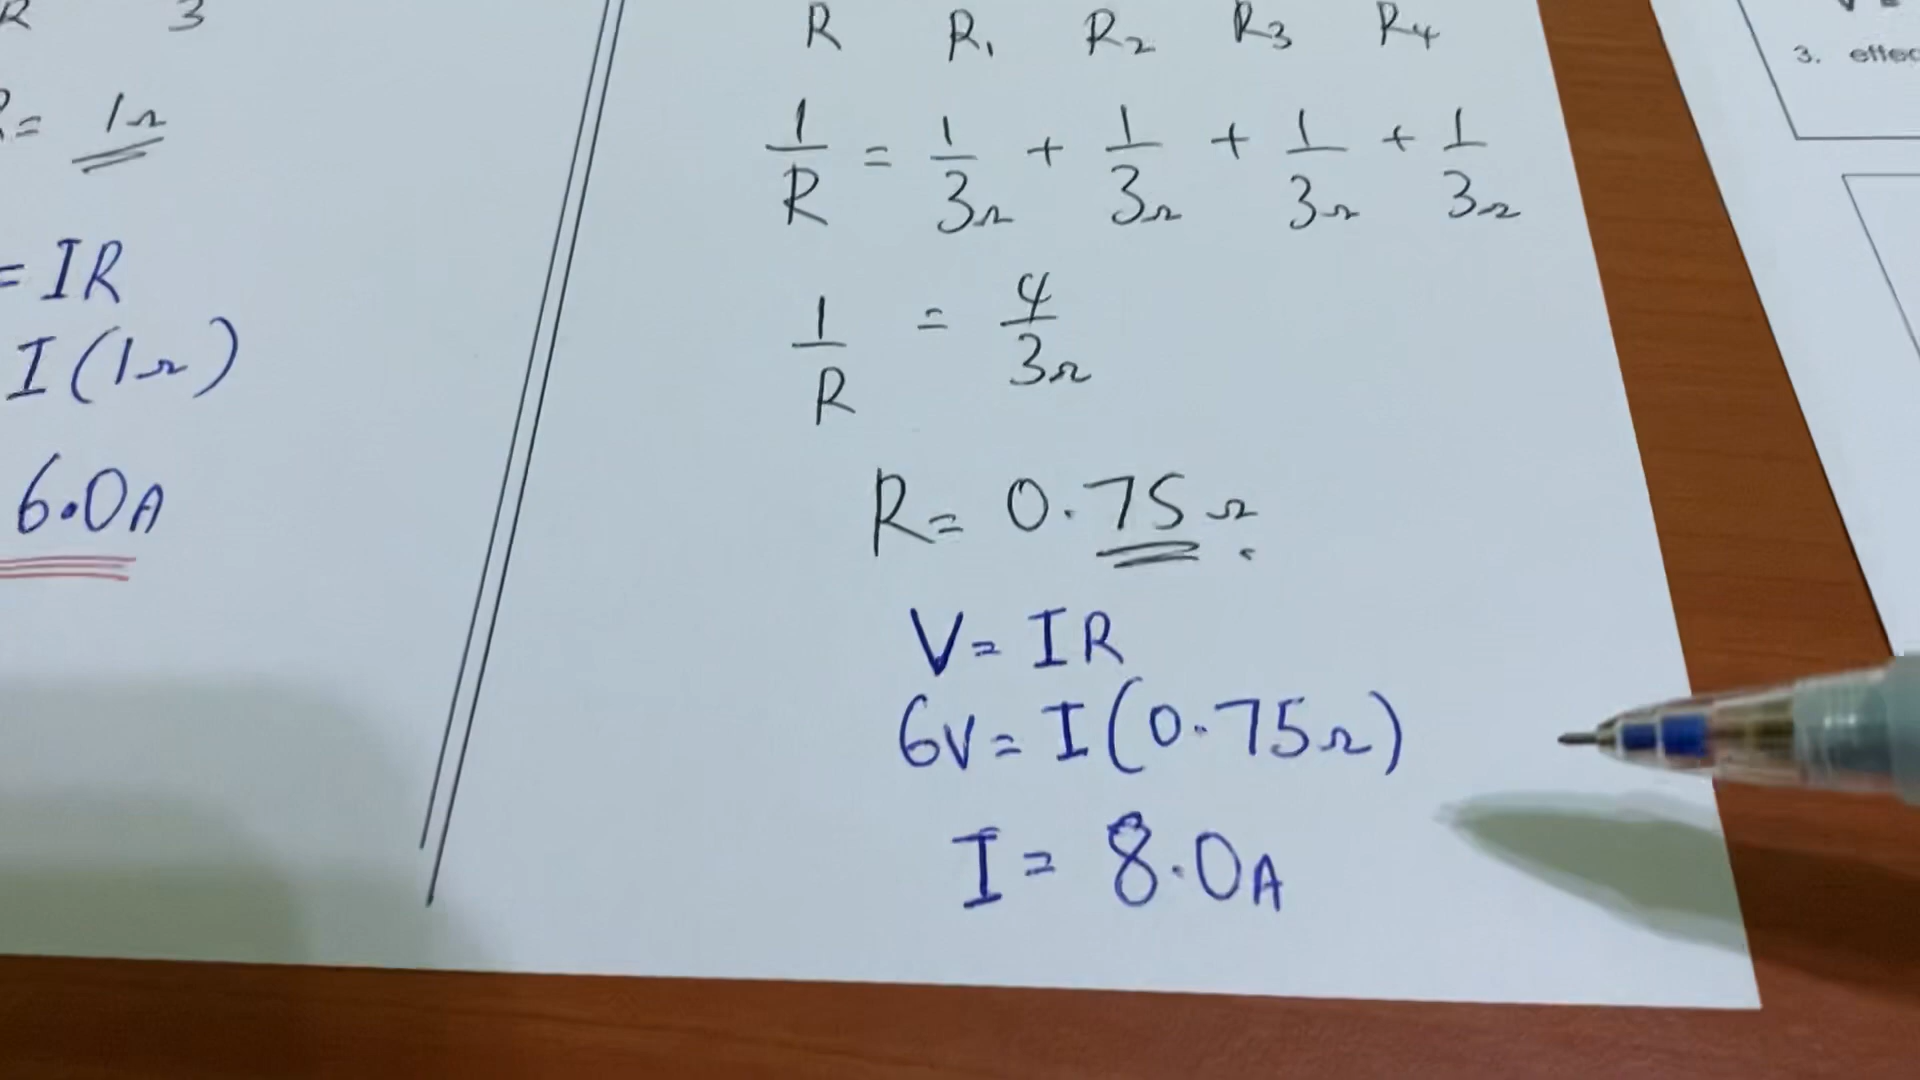 R 3
R= 1Ω
= IR
I(1Ω)
6.0A
R R₁ R₂ R₃ R₄
1/R = 1/3Ω + 1/3Ω + 1/3Ω + 1/3Ω
1/R = 4/3Ω
R= 0.75Ω
V= IR
6V= I(0.75Ω)
I= 8.0A
3.